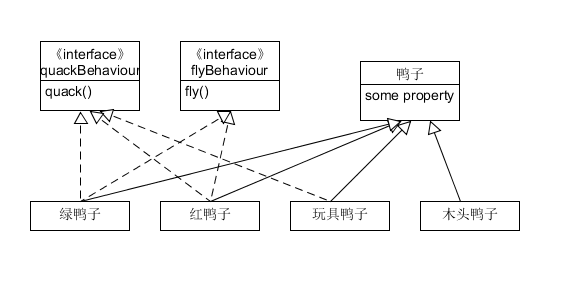 《interface》
quackBehaviour
quack()
《interface》
flyBehaviour
fly()
鸭子
some property
绿鸭子
红鸭子
玩具鸭子
木头鸭子